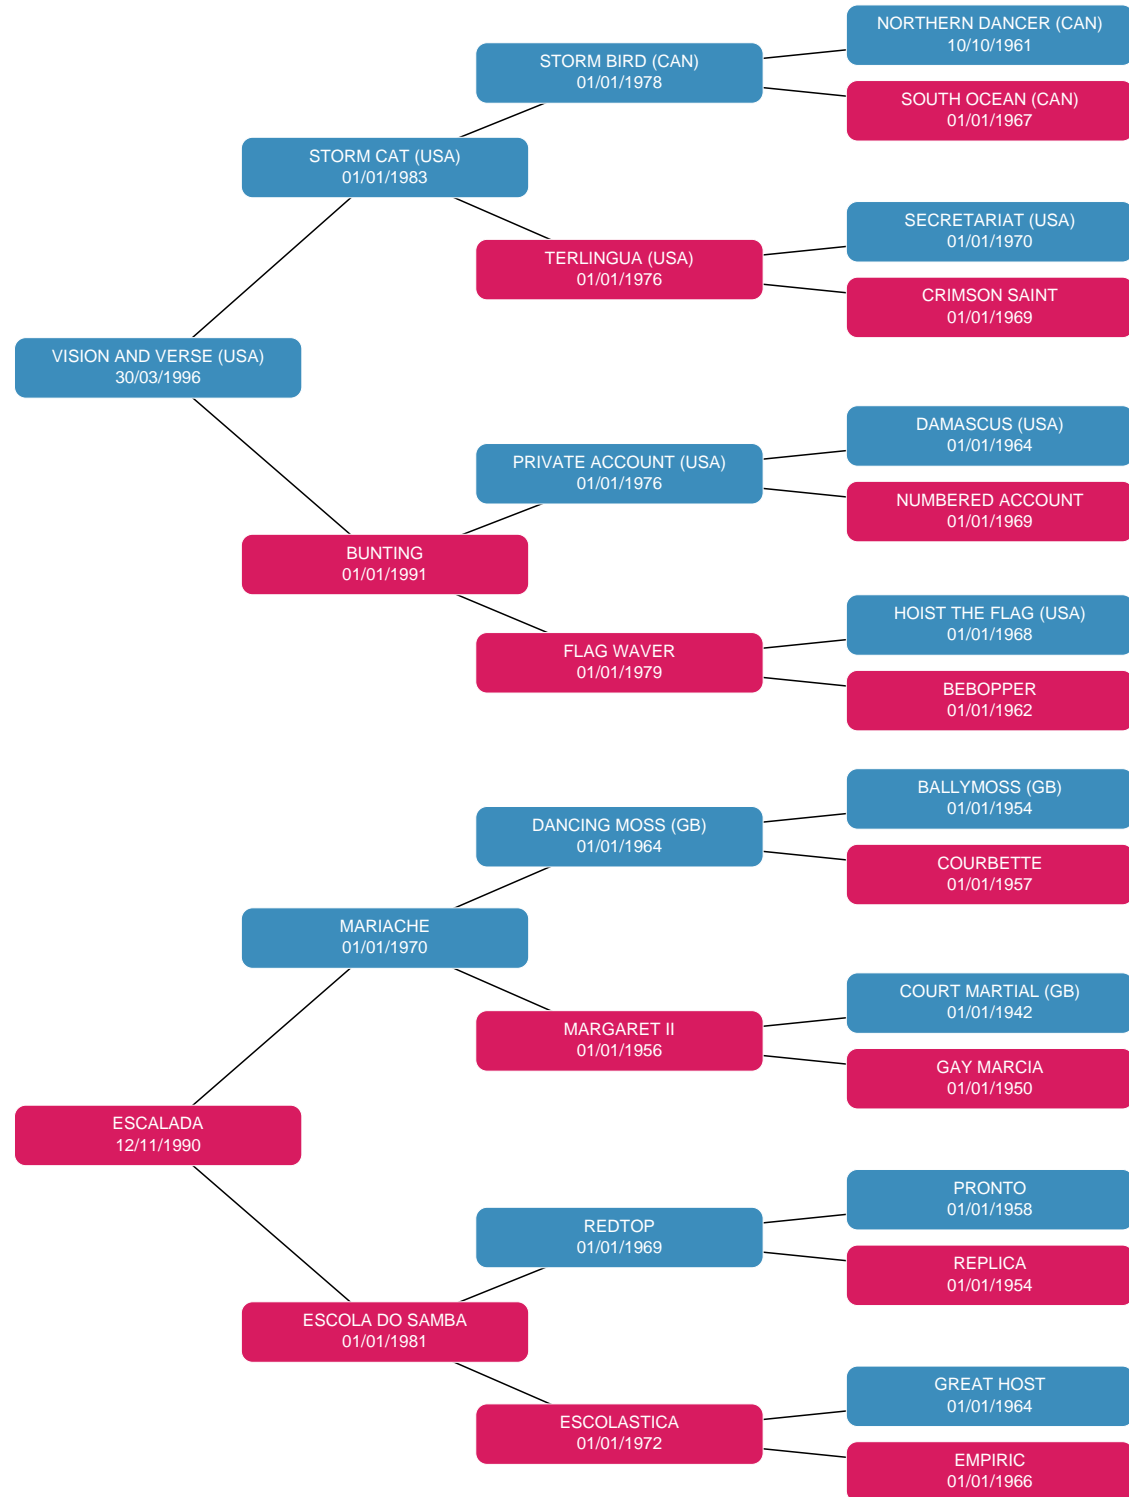 NORTHERN DANCER (CAN)
10/10/1961
STORM BIRD (CAN)
01/01/1978
SOUTH OCEAN (CAN)
01/01/1967
STORM CAT (USA)
01/01/1983
SECRETARIAT (USA)
01/01/1970
TERLINGUA (USA)
01/01/1976
CRIMSON SAINT
01/01/1969
VISION AND VERSE (USA)
30/03/1996
DAMASCUS (USA)
01/01/1964
PRIVATE ACCOUNT (USA)
01/01/1976
NUMBERED ACCOUNT
01/01/1969
BUNTING
01/01/1991
HOIST THE FLAG (USA)
01/01/1968
FLAG WAVER
01/01/1979
BEBOPPER
01/01/1962
BALLYMOSS (GB)
01/01/1954
DANCING MOSS (GB)
01/01/1964
COURBETTE
01/01/1957
MARIACHE
01/01/1970
COURT MARTIAL (GB)
01/01/1942
MARGARET II
01/01/1956
GAY MARCIA
01/01/1950
ESCALADA
12/11/1990
PRONTO
01/01/1958
REDTOP
01/01/1969
REPLICA
01/01/1954
ESCOLA DO SAMBA
01/01/1981
GREAT HOST
01/01/1964
ESCOLASTICA
01/01/1972
EMPIRIC
01/01/1966